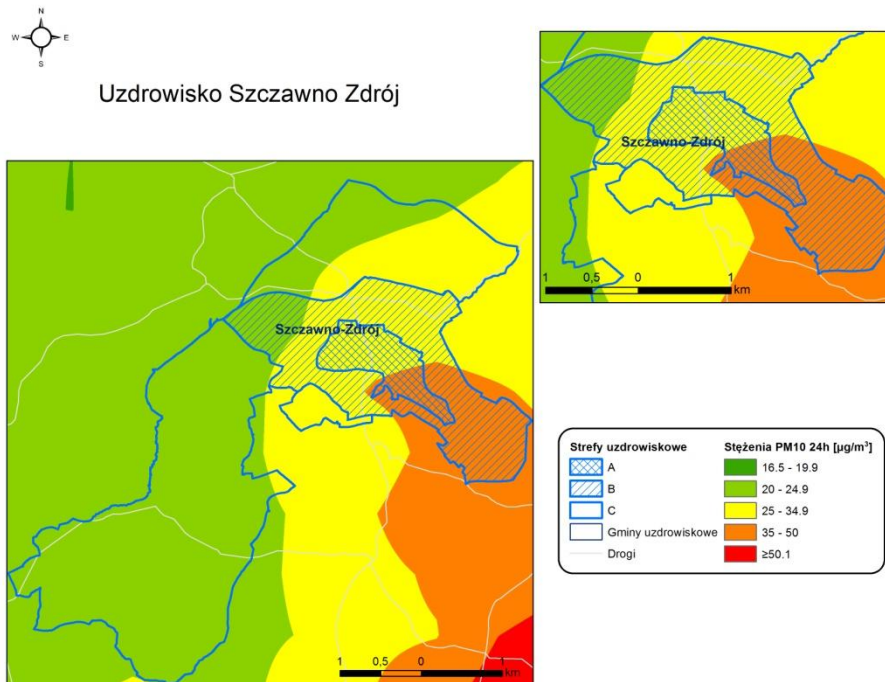 N
W E
S
Uzdrowisko Szczawno Zdrój
Szczawno-Zdrój
1 0,5 0 1
km
Szczawno-Zdrój
1 0,5 0 1
km
Strefy uzdrowiskowe
A
B
C
Gminy uzdrowiskowe
Drogi
Stężenia PM10 24h [µg/m³]
16.5 - 19.9
20 - 24.9
25 - 34.9
35 - 50
≥50.1